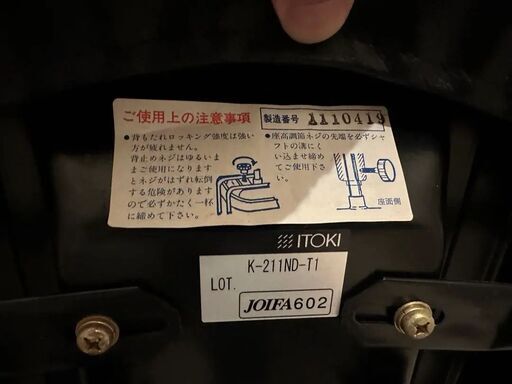 ご使用上の注意事項
製造番号 A110419
●背もたれロッキング強度は強い
方が疲れません。
背止めネジはゆるいま
まご使用になります
とネジがはずれ転倒
する危険があります
ので必ずかたく一杯
に締めて下さい。
●座高調節ネジの先端を必ずシャ
フトの溝にく
い込ませ締め
てご使用下さ
い。
座面側
ITOKI
K-211ND-T1
LOT.
JOIFA602